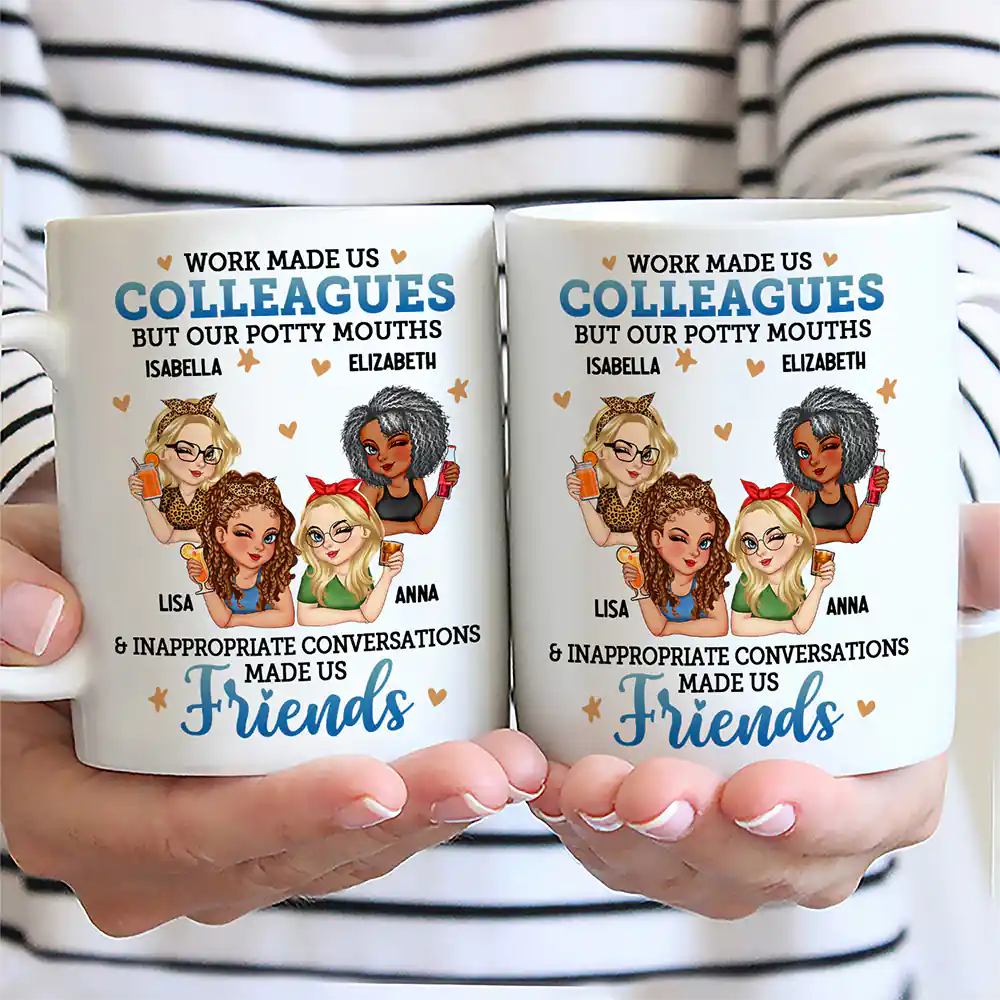 WORK MADE US
COLLEAGUES
BUT OUR POTTY MOUTHS
ISABELLA ELIZABETH
LISA ANNA
& INAPPROPRIATE CONVERSATIONS
MADE US
Friends
WORK MADE US
COLLEAGUES
BUT OUR POTTY MOUTHS
ISABELLA ELIZABETH
LISA ANNA
& INAPPROPRIATE CONVERSATIONS
MADE US
Friends